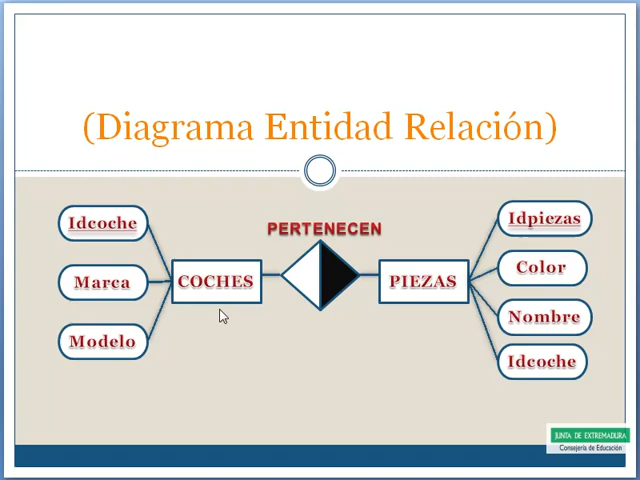 (Diagrama Entidad Relación)
PERTENECEN
Idcoche
Marca
Modelo
COCHES
PIEZAS
Idpiezas
Color
Nombre
Idcoche
JUNTA DE EXTREMADURA
Consejería de Educación